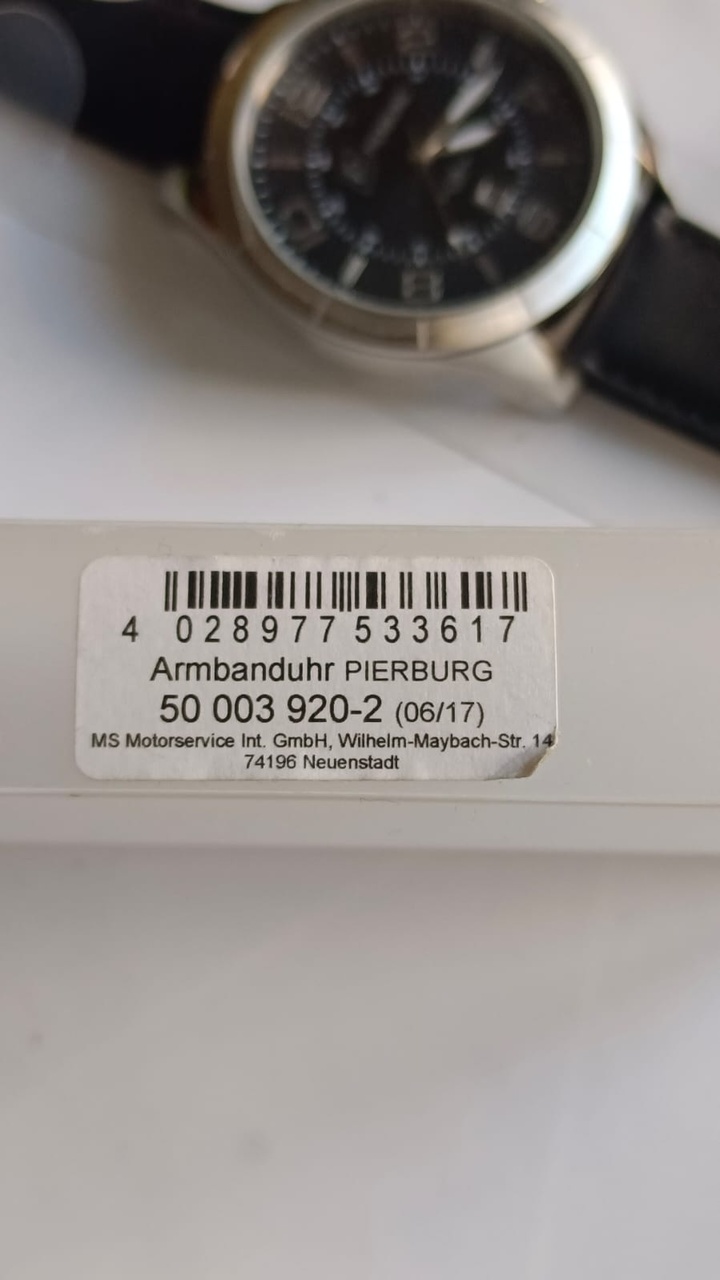 4 028977 533617
Armbanduhr PIERBURG
50 003 920-2 (06/17)
MS Motorservice Int. GmbH, Wilhelm-Maybach-Str. 14
74196 Neuenstadt